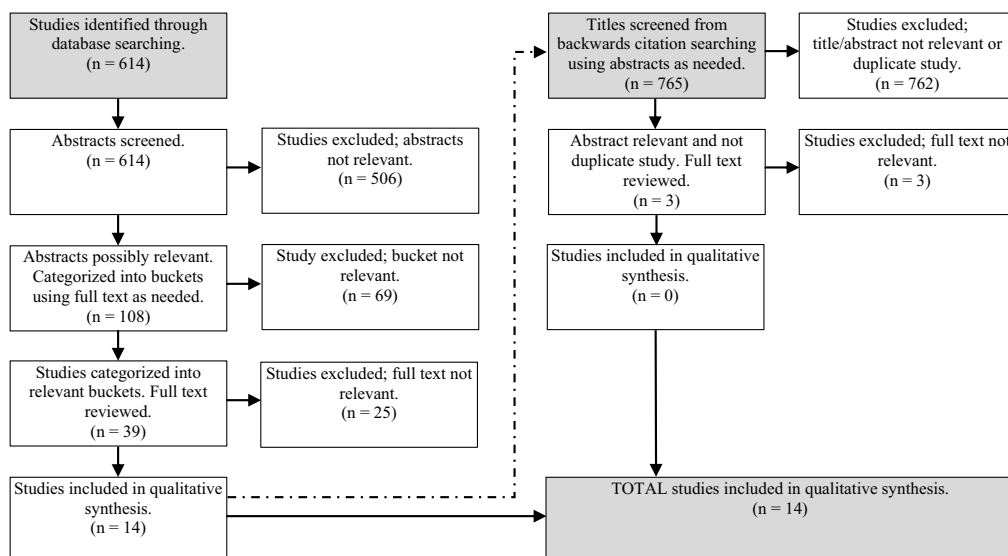 Studies identified through
database searching.
(n = 614)
Abstracts screened.
(n = 614)
Studies excluded; abstracts
not relevant.
(n = 506)
Abstracts possibly relevant.
Categorized into buckets
using full text as needed.
(n = 108)
Study excluded; bucket not
relevant.
(n = 69)
Studies categorized into
relevant buckets. Full text
reviewed.
(n = 39)
Studies excluded; full text not
relevant.
(n = 25)
Studies included in qualitative
synthesis.
(n = 14)
Titles screened from
backwards citation searching
using abstracts as needed.
(n = 765)
Studies excluded;
title/abstract not relevant or
duplicate study.
(n = 762)
Abstract relevant and not
duplicate study. Full text
reviewed.
(n = 3)
Studies excluded; full text not
relevant.
(n = 3)
Studies included in qualitative
synthesis.
(n = 0)
TOTAL studies included in qualitative synthesis.
(n = 14)